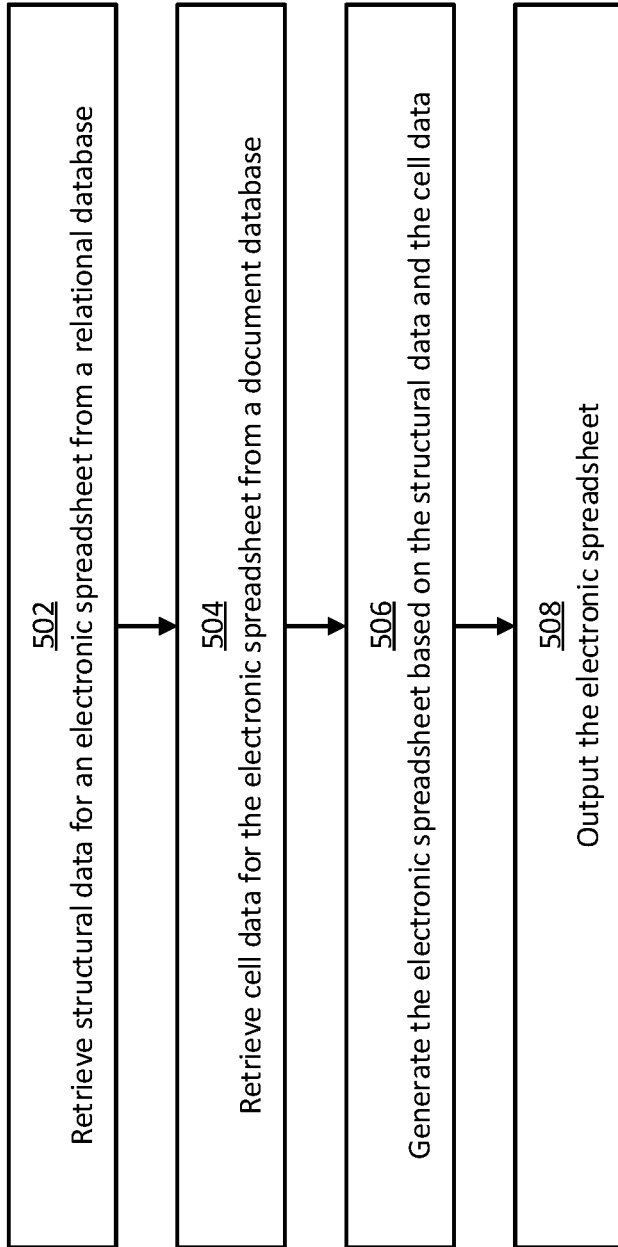 502
Retrieve structural data for an electronic spreadsheet from a relational database
504
Retrieve cell data for the electronic spreadsheet from a document database
506
Generate the electronic spreadsheet based on the structural data and the cell data
508
Output the electronic spreadsheet